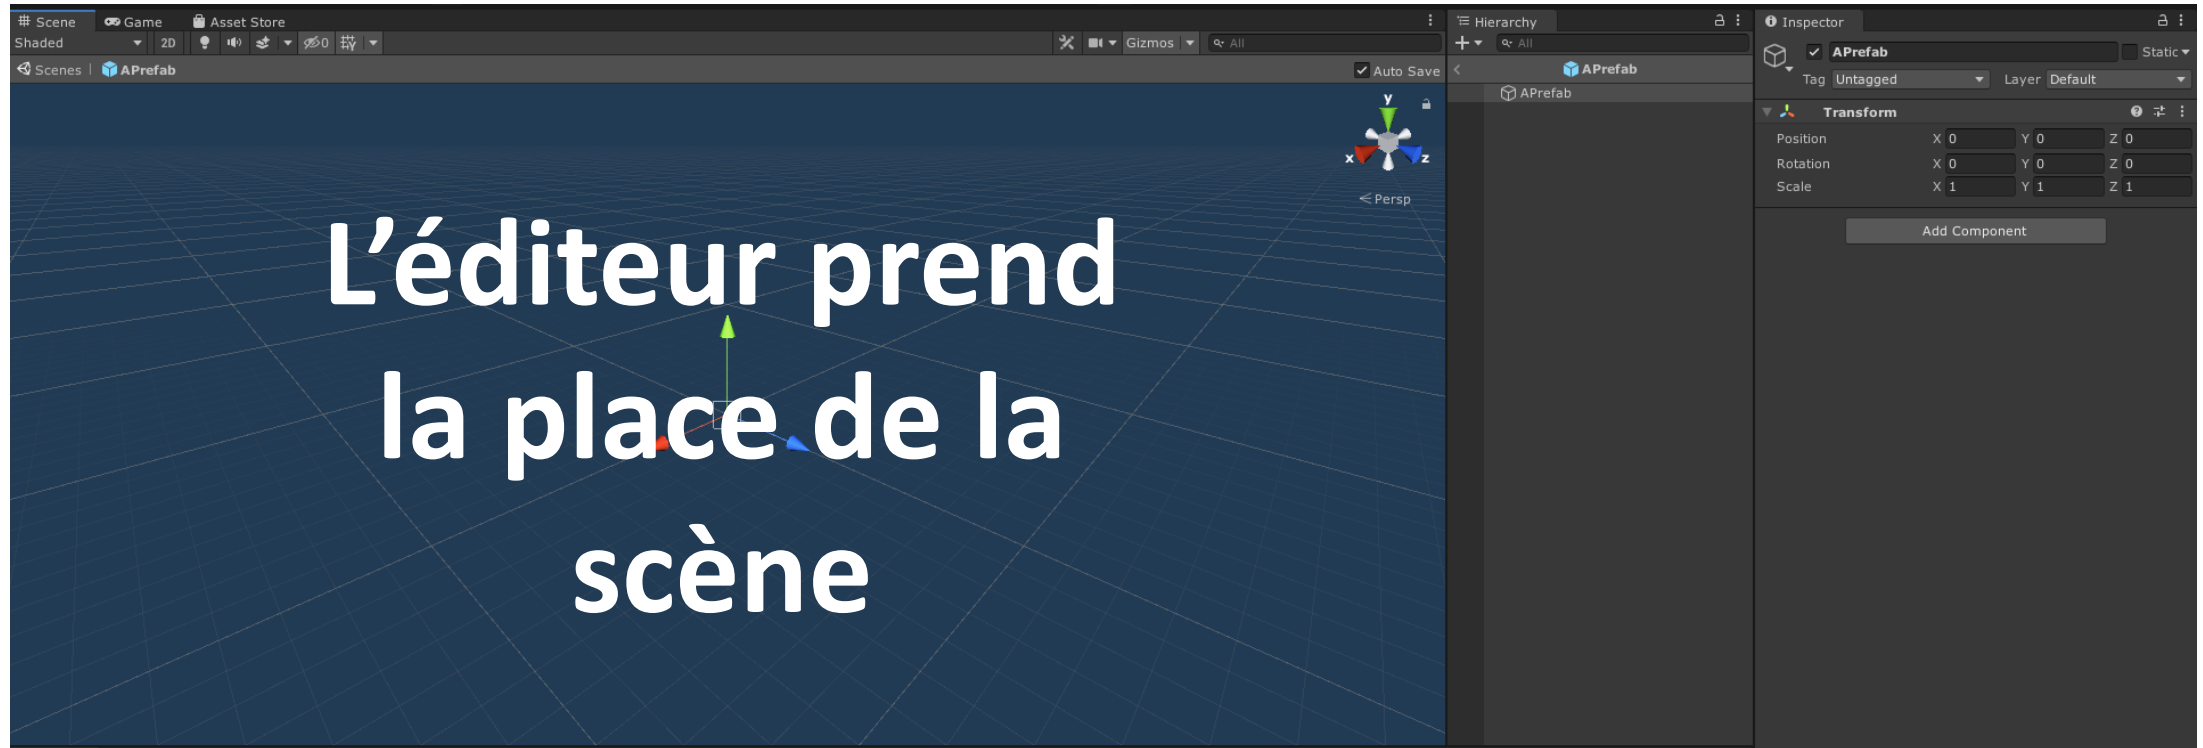 Scene Game Asset Store
Shaded 2D 0 Gizmos All
Scenes | APrefab Auto Save
y
x z
Persp
L’éditeur prend
la place de la
scène
Hierarchy
All
APrefab
APrefab
Inspector
APrefab Static
Tag Untagged Layer Default
Transform
Position X 0 Y 0 Z 0
Rotation X 0 Y 0 Z 0
Scale X 1 Y 1 Z 1
Add Component